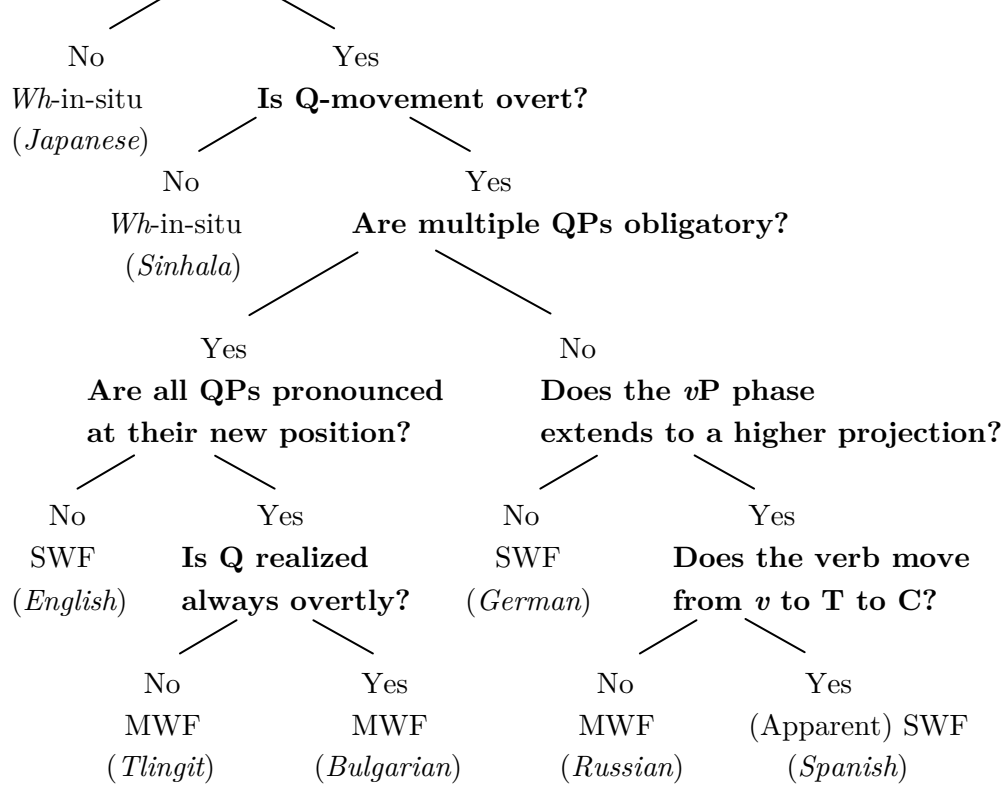 No Yes
Wh-in-situ Is Q-movement overt?
(Japanese)
No Yes
Wh-in-situ Are multiple QPs obligatory?
(Sinhala)
Yes No
Are all QPs pronounced Does the vP phase
at their new position? extends to a higher projection?
No Yes No Yes
SWF Is Q realized SWF Does the verb move
(English) always overtly? (German) from v to T to C?
No Yes No Yes
MWF MWF MWF (Apparent) SWF
(Tlingit) (Bulgarian) (Russian) (Spanish)